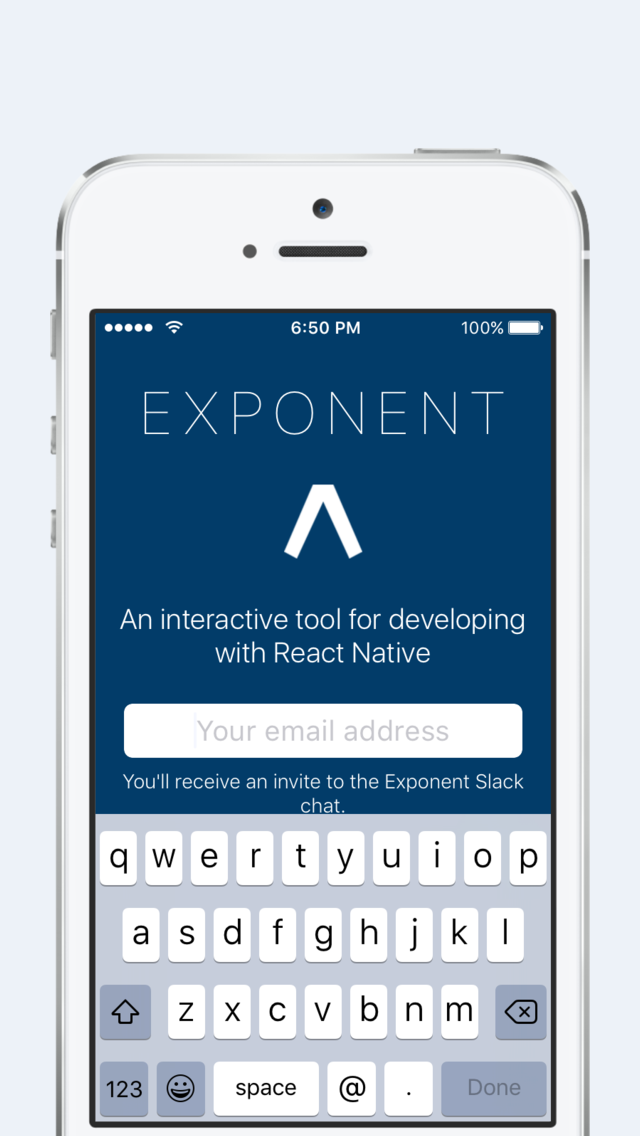 6:50 PM 100%
EXPONENT
An interactive tool for developing
with React Native
Your email address
You'll receive an invite to the Exponent Slack
chat.
q w e r t y u i o p
a s d f g h j k l
z x c v b n m
123 space @ . Done